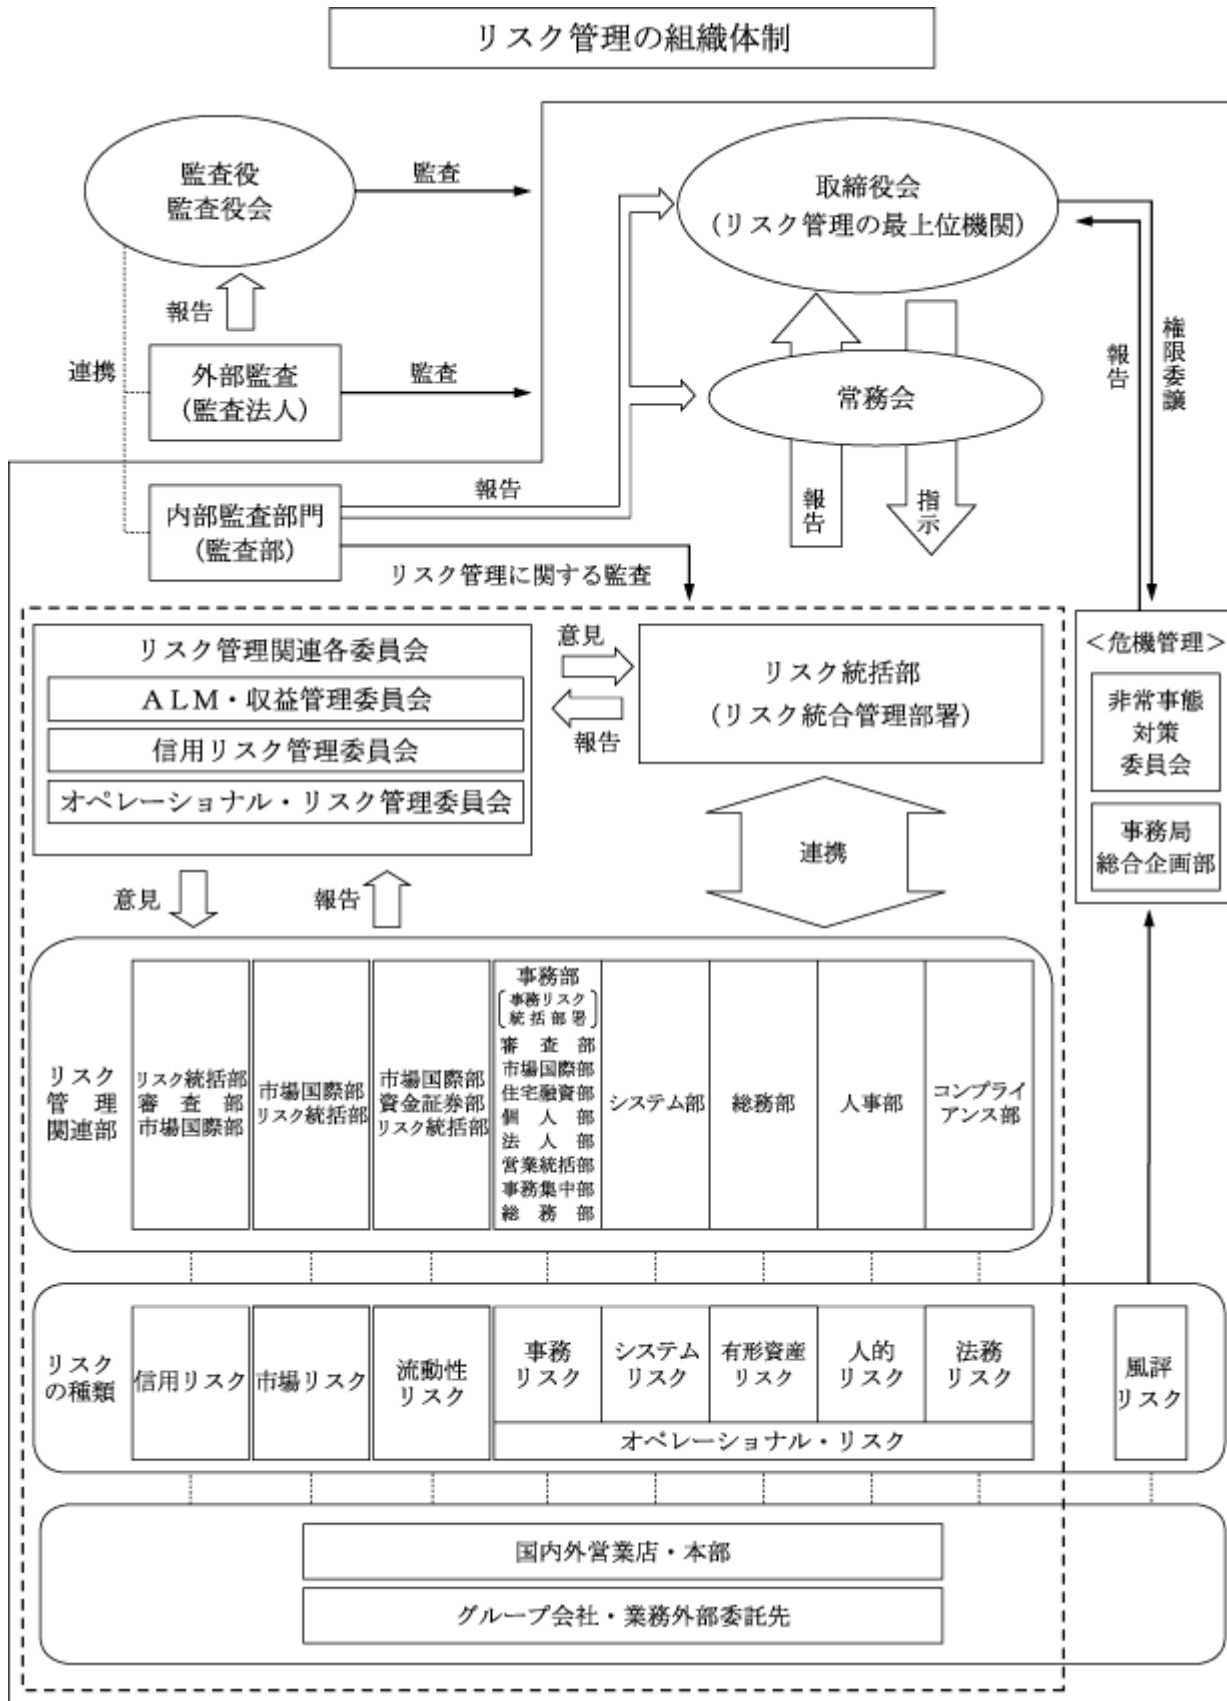 リスク管理の組織体制
監査役
監査役会
監査
取締役会
(リスク管理の最上位機関)
報告
連携
外部監査
(監査法人)
監査
常務会
報告
権限委譲
内部監査部門
(監査部)
報告
報告
指示
リスク管理に関する監査
リスク管理関連各委員会
ALM・収益管理委員会
信用リスク管理委員会
オペレーショナル・リスク管理委員会
意見
報告
リスク統括部
(リスク統合管理部署)
<危機管理>
非常事態
対策
委員会
事務局
総合企画部
意見
報告
連携
リスク
管理
関連部
リスク統括部
審査部
市場国際部
市場国際部
リスク統括部
市場国際部
資金証券部
リスク統括部
事務部
〔事務リスク
統括部署〕
審査部
市場国際部
住宅融資部
個人部
法人部
営業統括部
事務集中部
総務部
システム部
総務部
人事部
コンプライ
アンス部
リスク
の種類
信用リスク
市場リスク
流動性
リスク
事務
リスク
システム
リスク
有形資産
リスク
人的
リスク
法務
リスク
オペレーショナル・リスク
風評
リスク
国内外営業店・本部
グループ会社・業務外部委託先